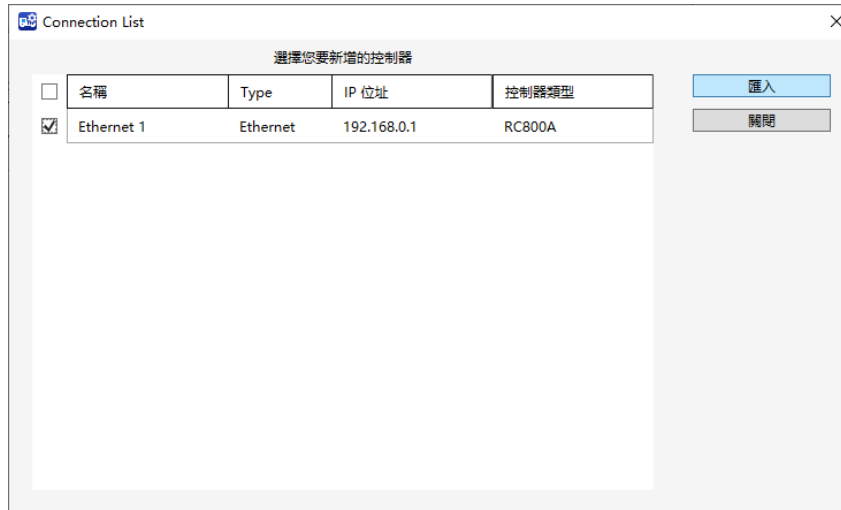 Connection List
選擇您要新增的控制器
名稱 Type IP 位址 控制器類型
匯入
Ethernet 1 Ethernet 192.168.0.1 RC800A
關閉